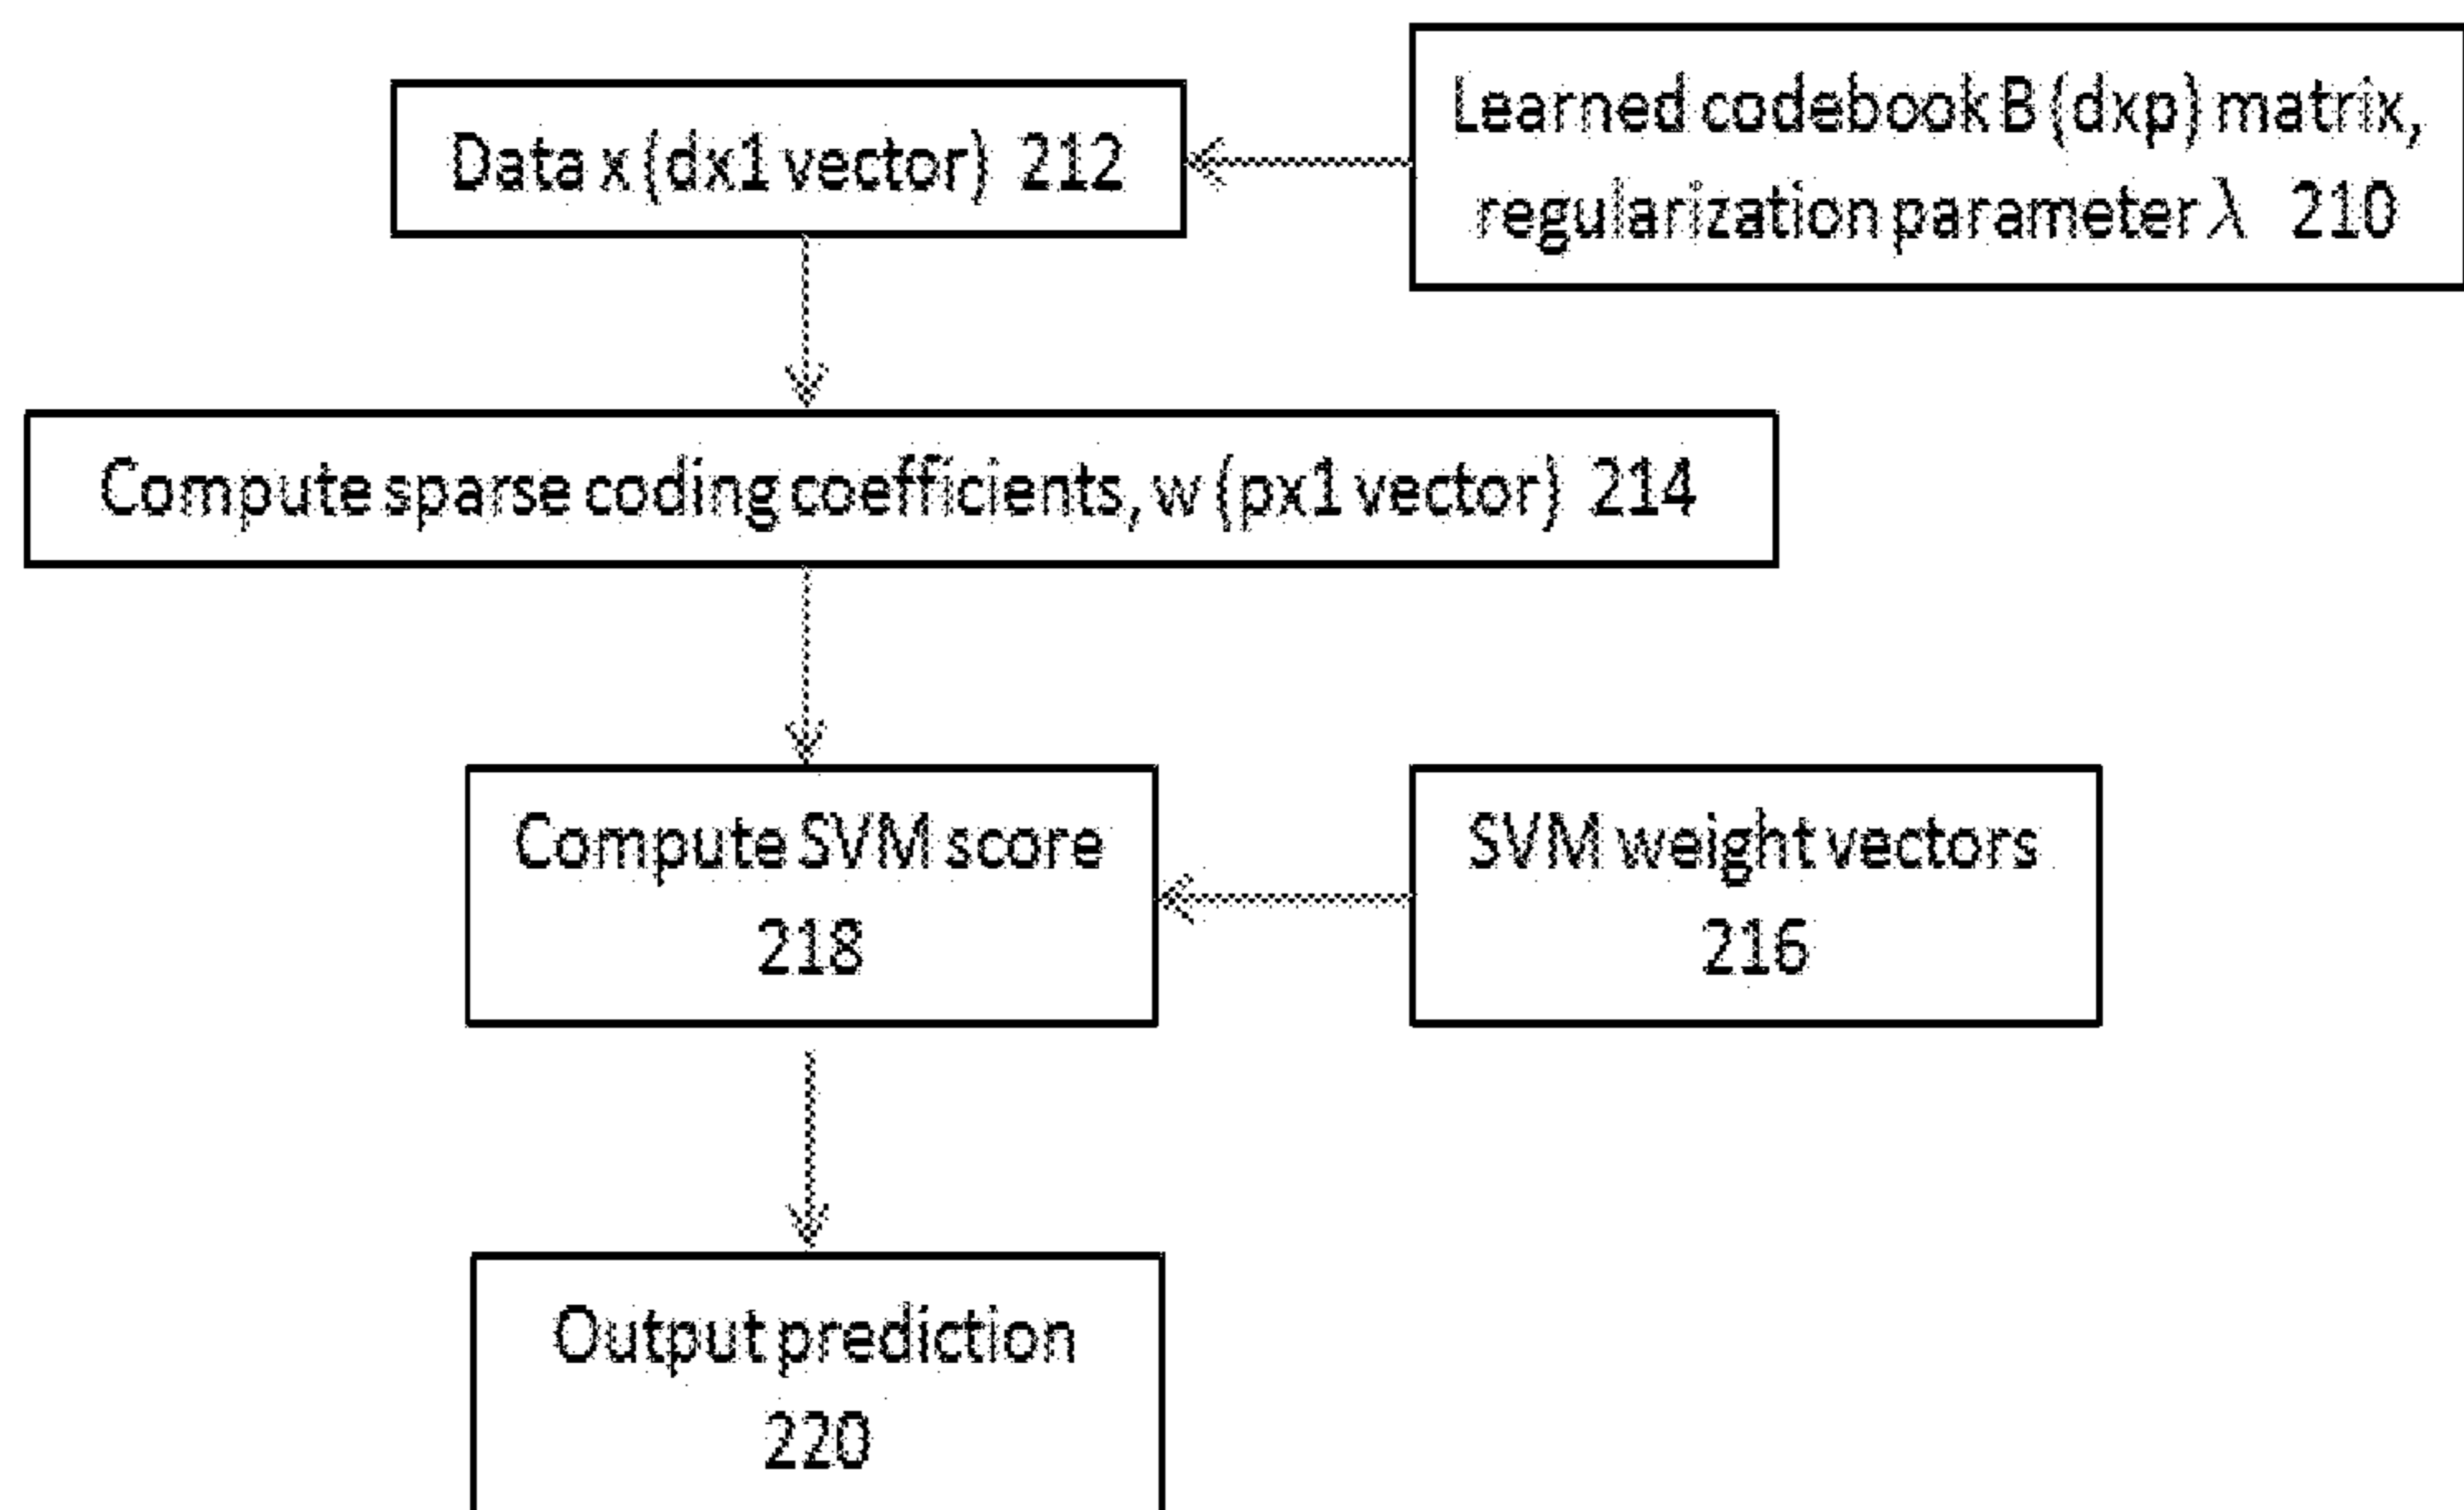 Learned codebook B (dxp) matrix,
regularization parameter λ 210
Data x (dx1 vector) 212
Compute sparse coding coefficients, w (px1 vector) 214
Compute SVM score
218
SVM weight vectors
216
Output prediction
220